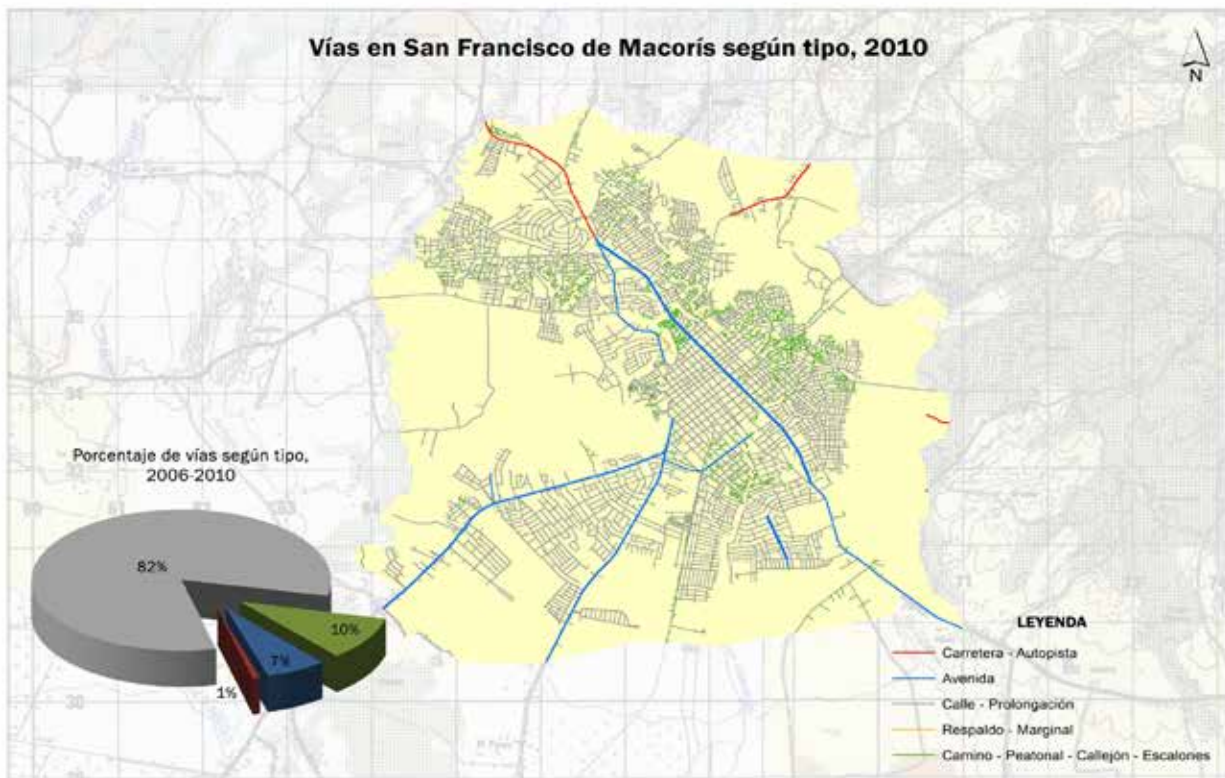 Vías en San Francisco de Macorís según tipo, 2010
N
Porcentaje de vías según tipo,
2006-2010
82%
10%
7%
1%
LEYENDA
Carretera - Autopista
Avenida
Calle - Prolongación
Respaldo - Marginal
Camino - Peatonal - Callejón - Escalones